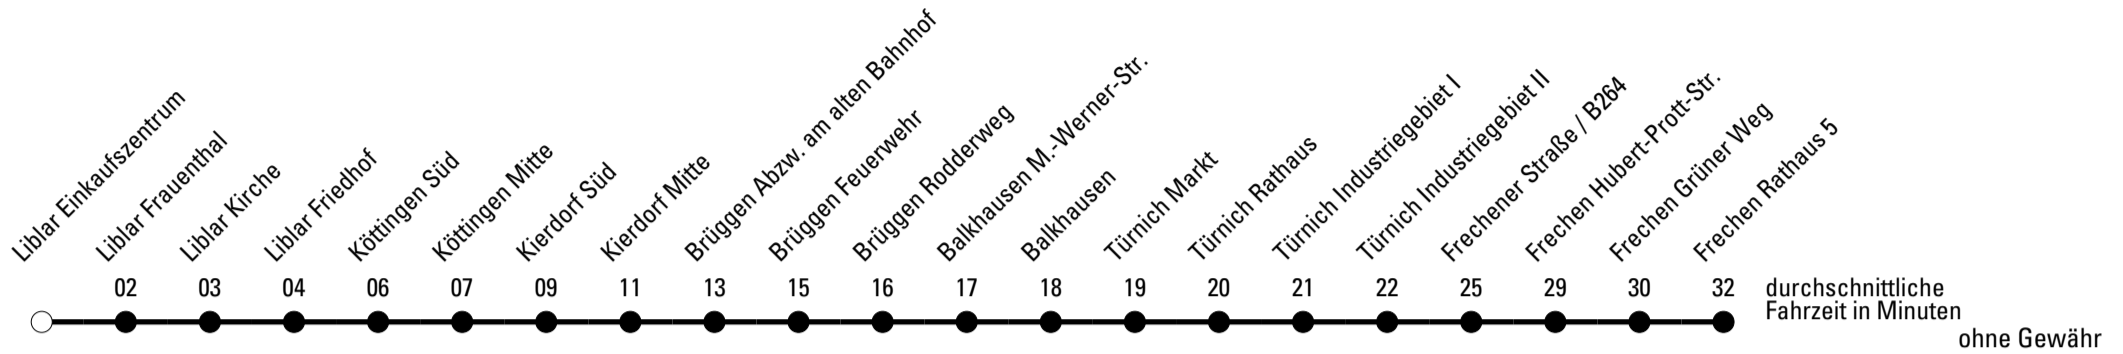 Liblar Einkaufszentrum
Liblar Frauenthal
Liblar Kirche
Liblar Friedhof
Köttingen Süd
Köttingen Mitte
Kierdorf Süd
Kierdorf Mitte
Brüggen Abzw. am alten Bahnhof
Brüggen Feuerwehr
Brüggen Rodderweg
Balkhausen M.-Werner-Str.
Balkhausen
Türnich Markt
Türnich Rathaus
Türnich Industriegebiet I
Türnich Industriegebiet II
Frechener Straße / B264
Frechen Hubert-Prott-Str.
Frechen Grüner Weg
Frechen Rathaus 5
02 03 04 06 07 09 11 13 15 16 17 18 19 20 21 22 25 29 30 32 durchschnittliche
Fahrzeit in Minuten
ohne Gewähr